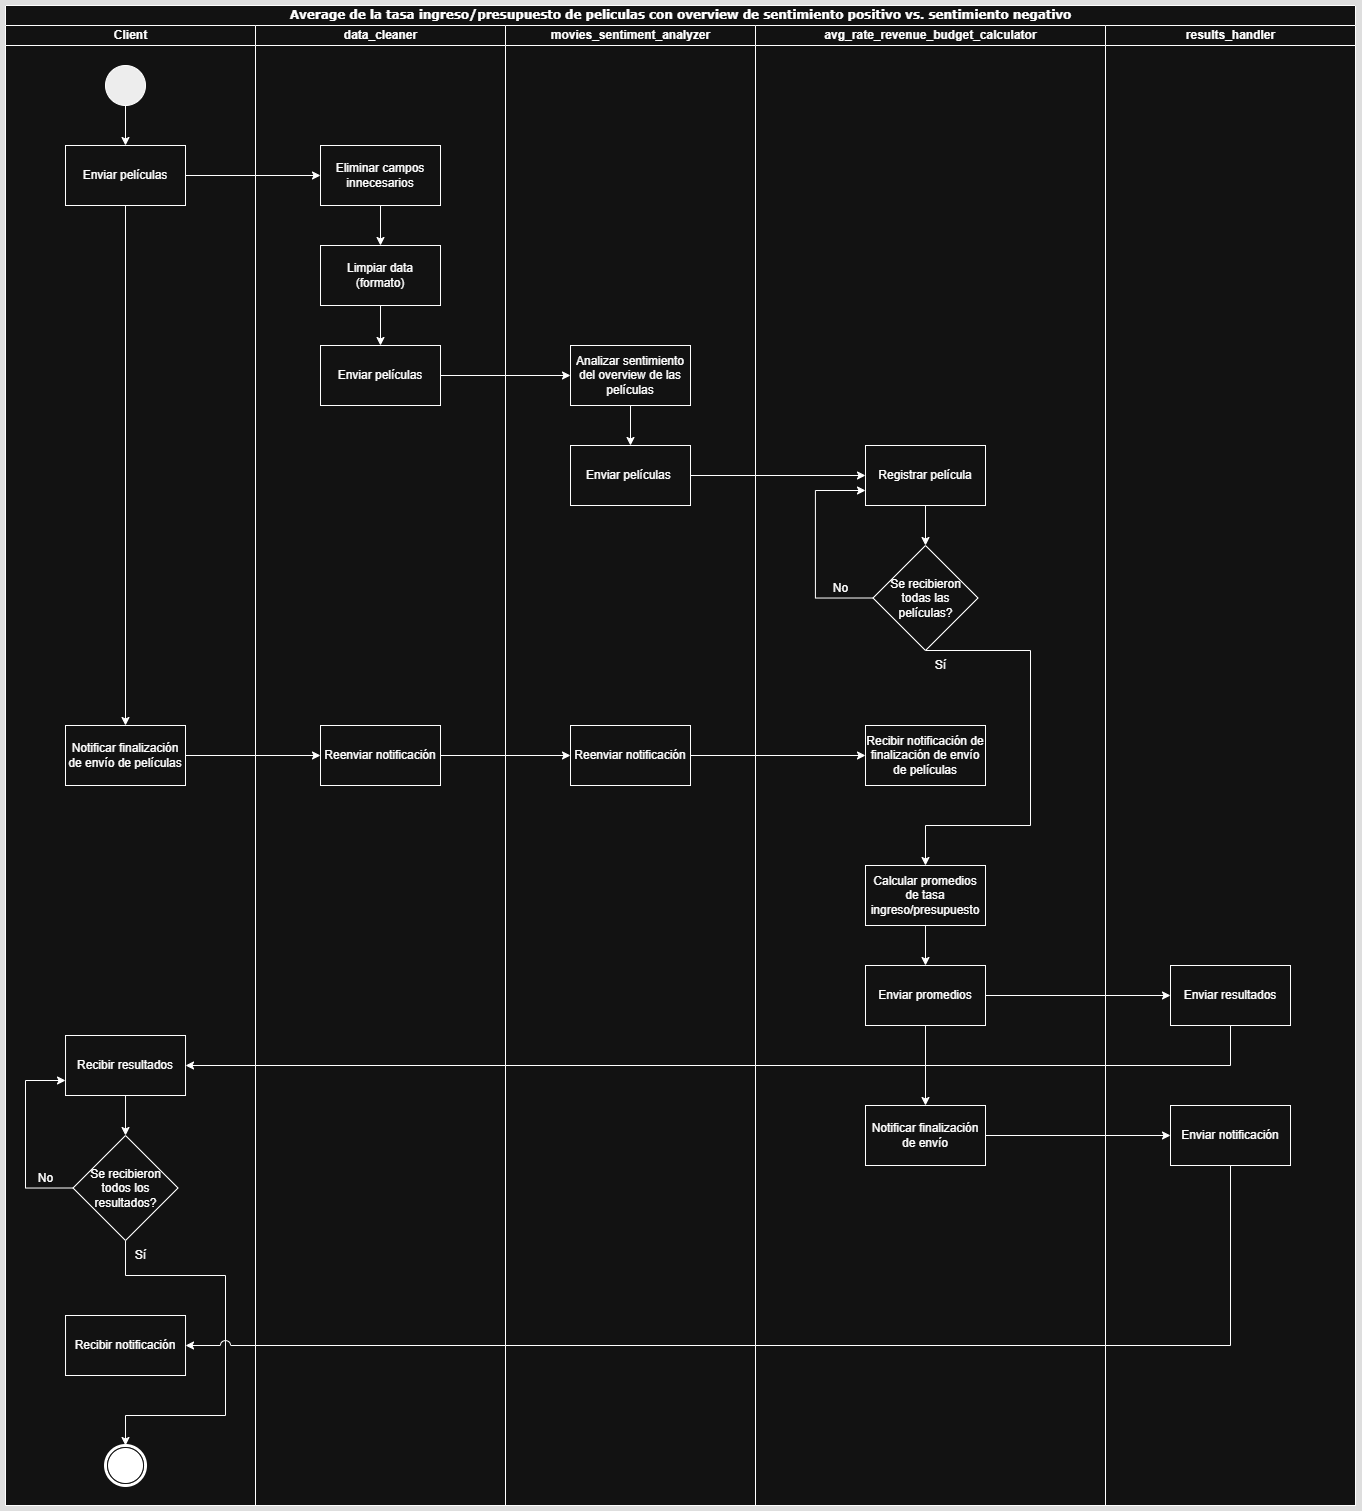 Average de la tasa ingreso/presupuesto de peliculas con overview de sentimiento positivo vs. sentimiento negativo
Client
data_cleaner
movies_sentiment_analyzer
avg_rate_revenue_budget_calculator
results_handler
Enviar películas
Eliminar campos
innecesarios
Limpiar data
(formato)
Enviar películas
Analizar sentimiento
del overview de las
películas
Enviar películas
Registrar película
Se recibieron
todas las
películas?
No
Sí
Notificar finalización
de envío de películas
Reenviar notificación
Reenviar notificación
Recibir notificación de
finalización de envío
de películas
Calcular promedios
de tasa
ingreso/presupuesto
Enviar promedios
Enviar resultados
Recibir resultados
Notificar finalización
de envío
Enviar notificación
Se recibieron
todos los
resultados?
No
Sí
Recibir notificación